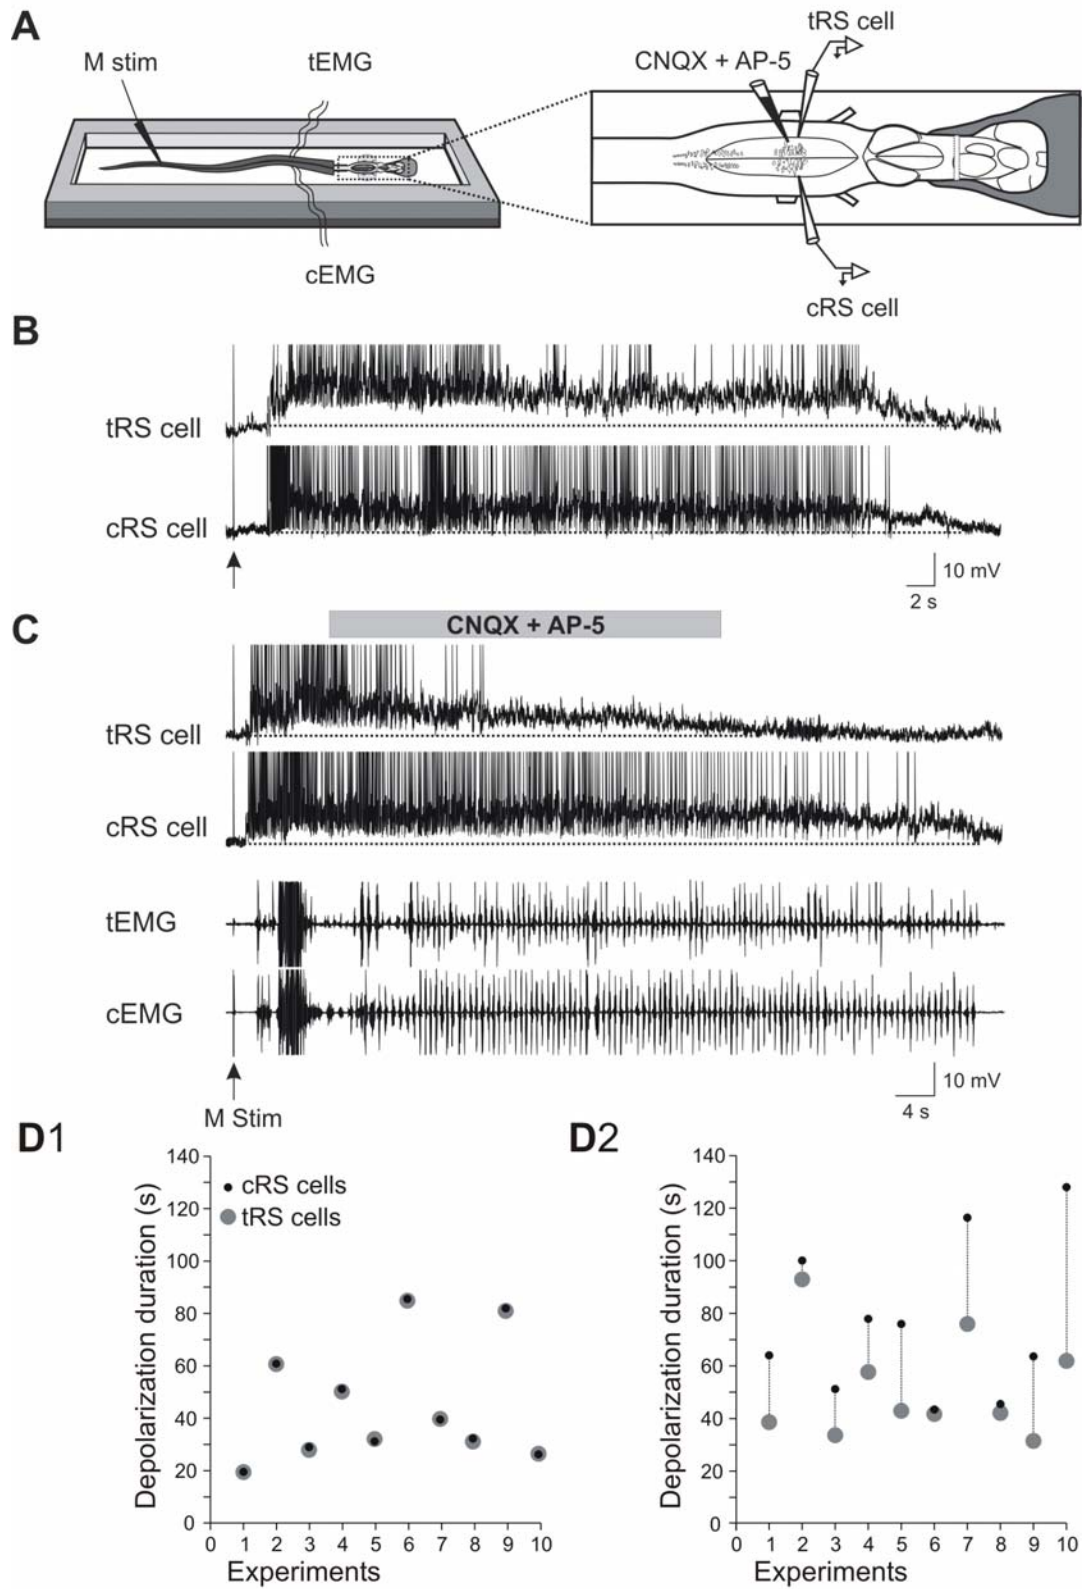 A
M stim
tEMG
cEMG
tRS cell
CNQX + AP-5
cRS cell
B
tRS cell
cRS cell
10 mV
2 s
C
CNQX + AP-5
tRS cell
cRS cell
tEMG
cEMG
10 mV
4 s
M Stim
D1
140
120
100
80
60
40
20
0
Depolarization duration (s)
cRS cells
tRS cells
0 1 2 3 4 5 6 7 8 9 10
Experiments
D2
140
120
100
80
60
40
20
0
Depolarization duration (s)
0 1 2 3 4 5 6 7 8 9 10
Experiments